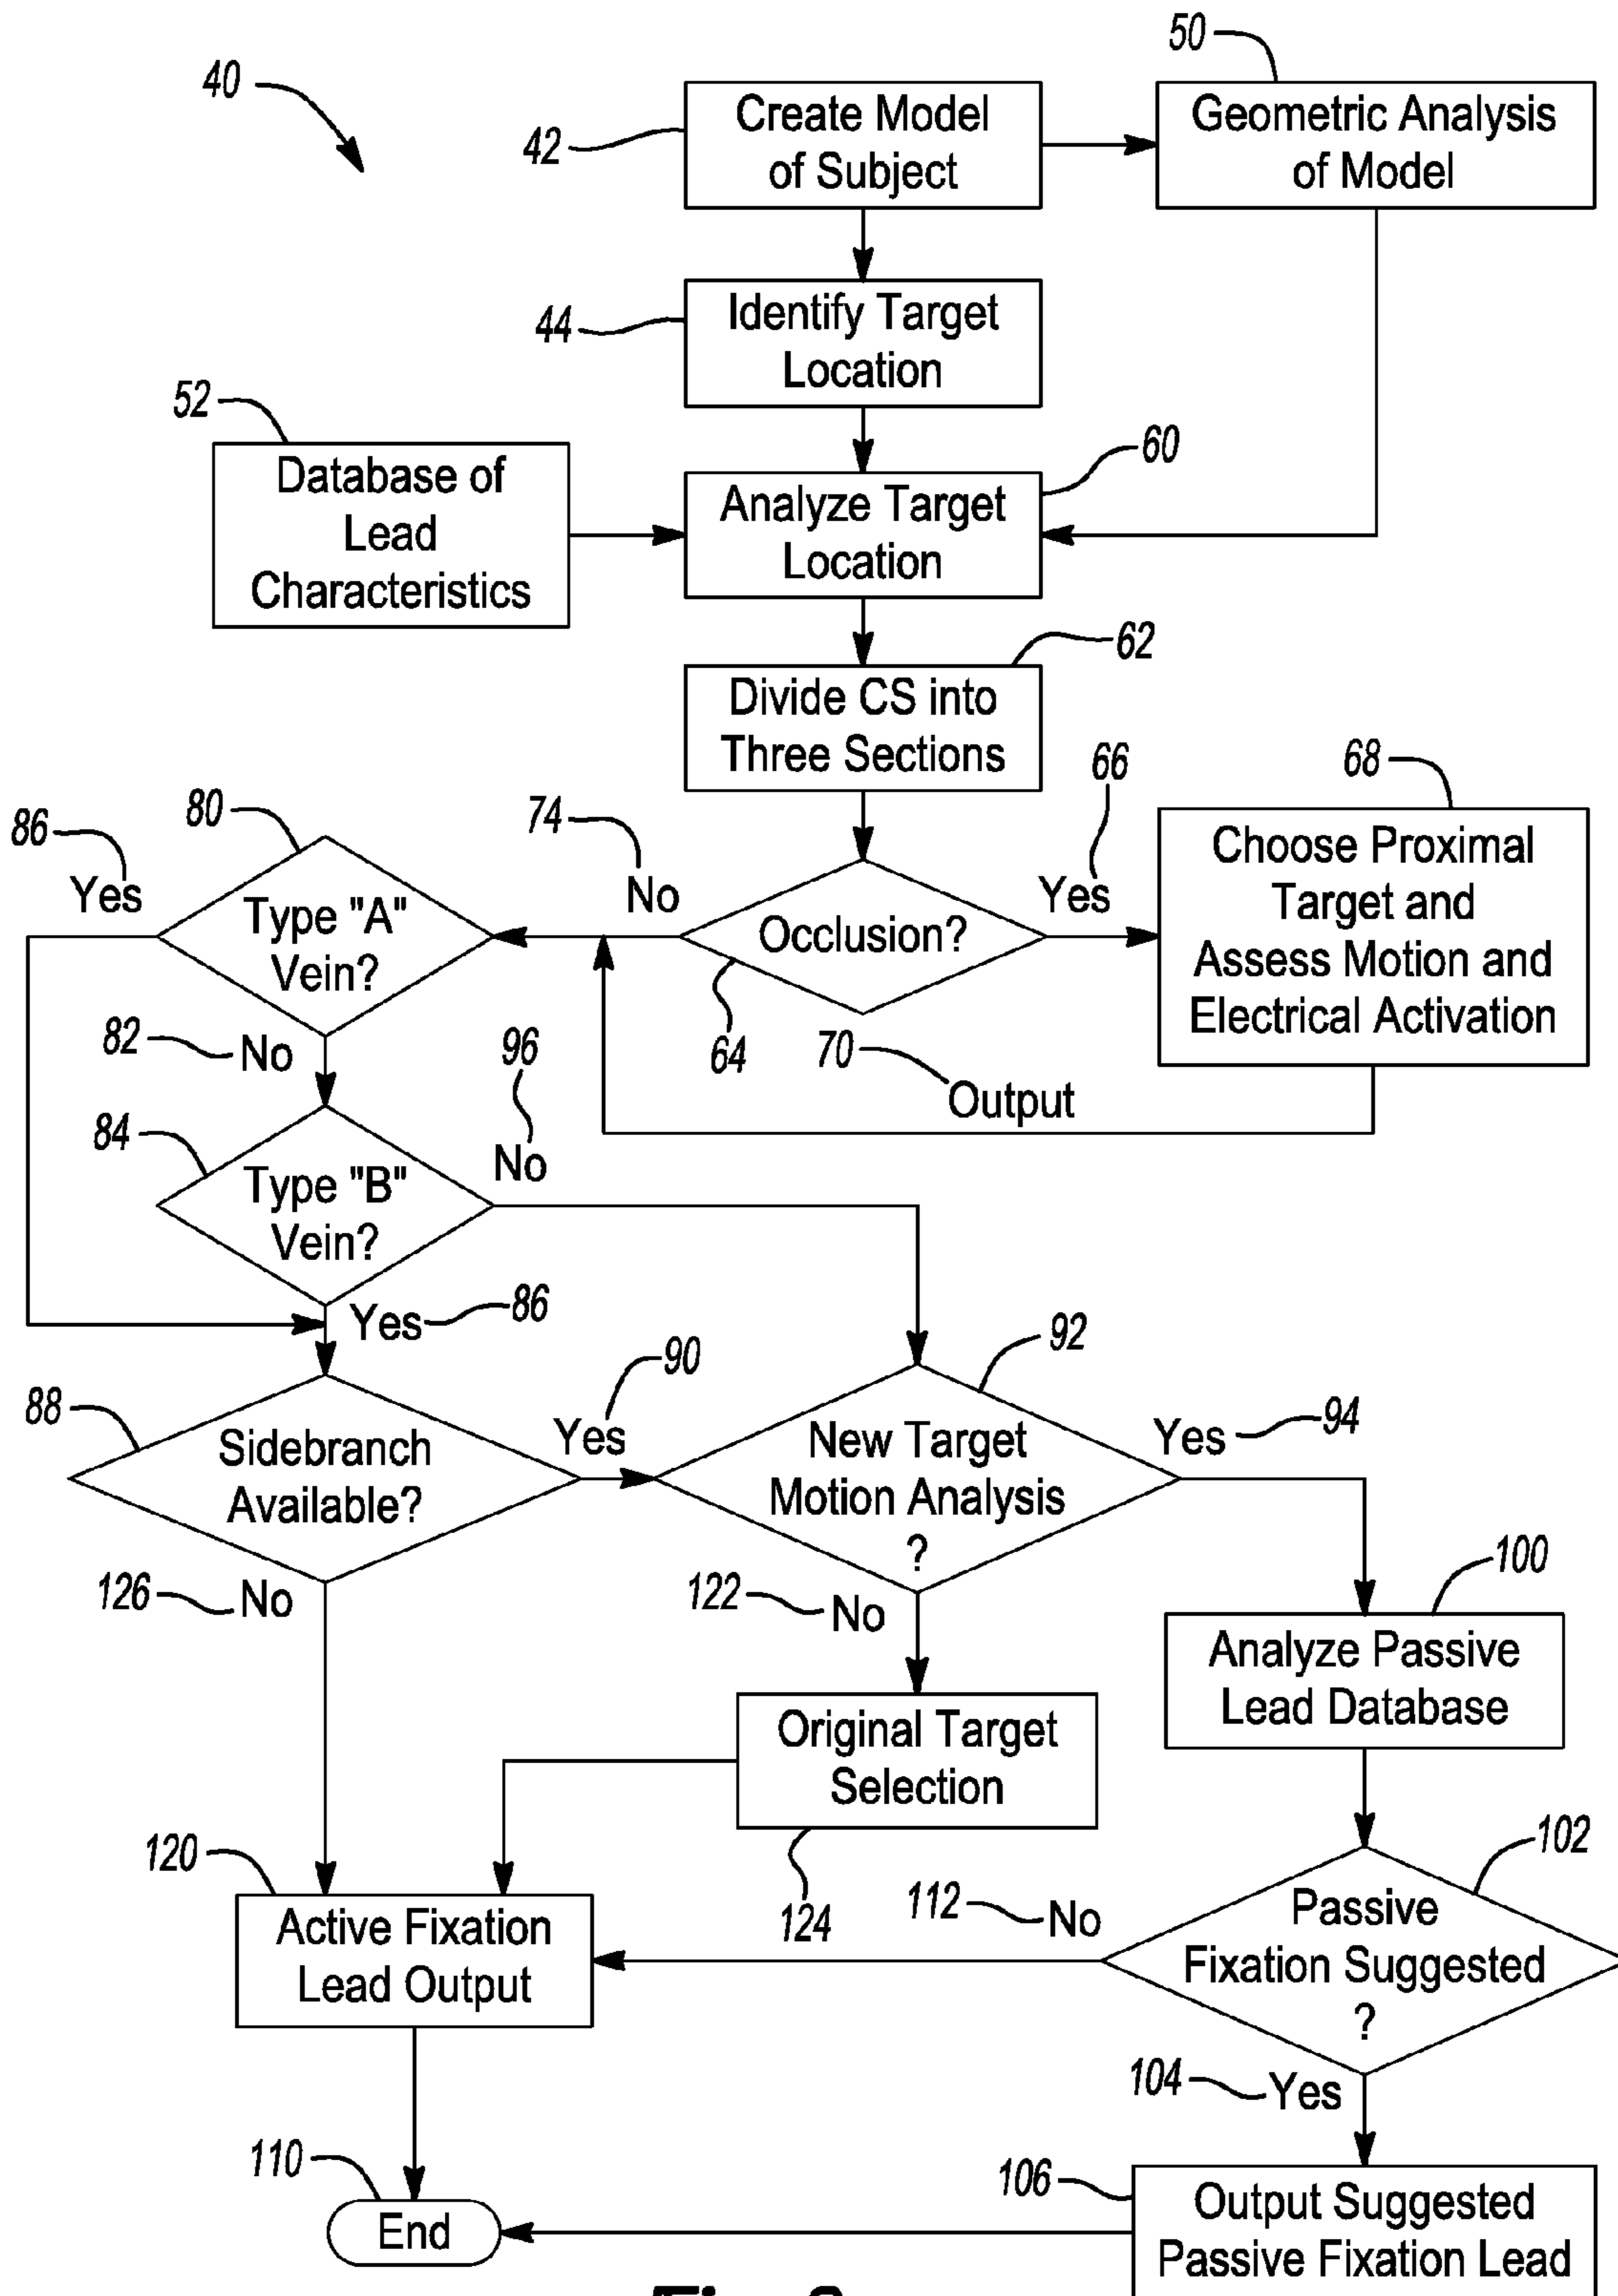 50
40
42
Create Model
of Subject
Geometric Analysis
of Model
44
Identify Target
Location
52
Database of
Lead
Characteristics
60
Analyze Target
Location
62
Divide CS into
Three Sections
66
68
74
80
86
Yes
Type "A"
Vein?
No
Occlusion?
Yes
Choose Proximal
Target and
Assess Motion and
Electrical Activation
64
70
Output
82
No
96
No
84
Type "B"
Vein?
Yes
86
92
90
88
Sidebranch
Available?
Yes
New Target
Motion Analysis
?
Yes
94
126
No
122
No
100
Analyze Passive
Lead Database
Original Target
Selection
124
120
Active Fixation
Lead Output
112
No
102
Passive
Fixation Suggested
?
104
Yes
110
End
106
Output Suggested
Passive Fixation Lead